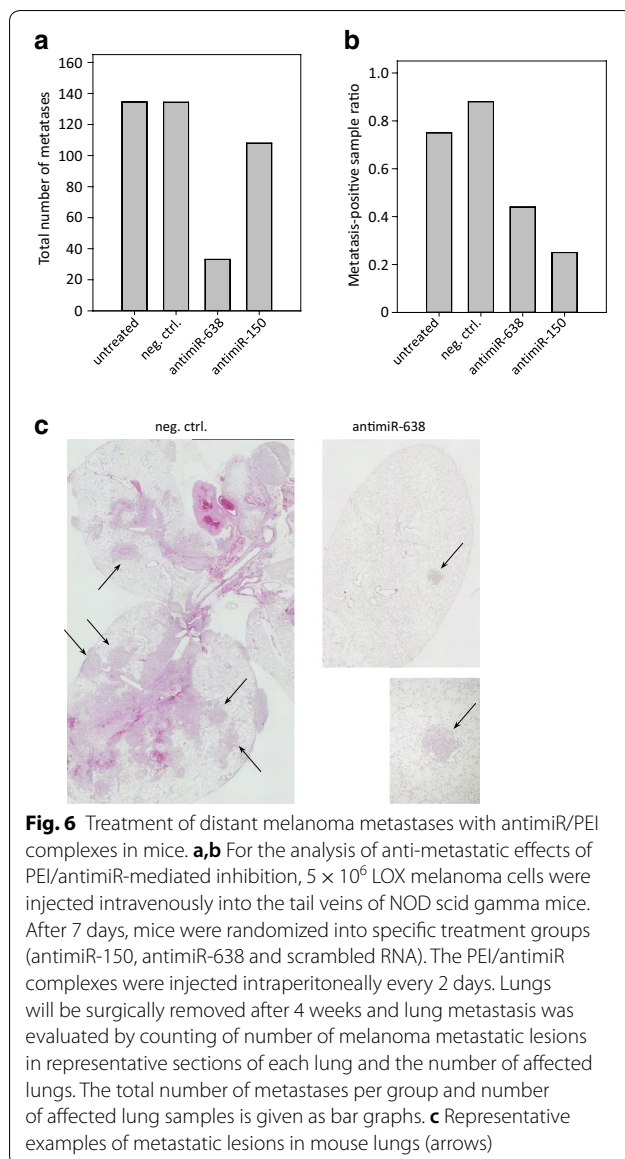 a
b
160
140
120
100
80
60
40
20
0
Total number of metatases
untreated
neg. ctrl.
antimiR-638
antimiR-150
1.0
0.8
0.6
0.4
0.2
0
Metatasis-positive sample ratio
untreated
neg. ctrl.
antimiR-638
antimiR-150
c
neg. ctrl.
antimiR-638
Fig. 6 Treatment of distant melanoma metastases with antimiR/PEI
complexes in mice. a,b For the analysis of anti-metastatic effects of
PEI/antimiR-mediated inhibition, 5 × 10⁶ LOX melanoma cells were
injected intravenously into the tail veins of NOD scid gamma mice.
After 7 days, mice were randomized into specific treatment groups
(antimiR-150, antimiR-638 and scrambled RNA). The PEI/antimiR
complexes were injected intraperitoneally every 2 days. Lungs
will be surgically removed after 4 weeks and lung metastasis was
evaluated by counting of number of melanoma metastatic lesions
in representative sections of each lung and the number of affected
lungs. The total number of metastases per group and number
of affected lung samples is given as bar graphs. c Representative
examples of metastatic lesions in mouse lungs (arrows)